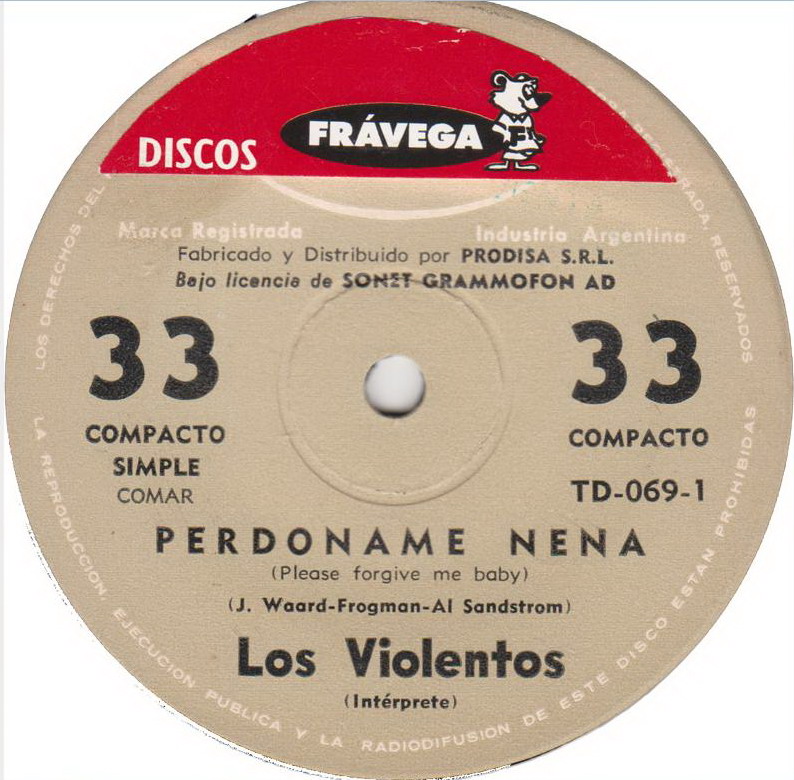 DISCOS
FRÁVEGA
Marca Registrada
Industria Argentina
Fabricado y Distribuido por PRODISA S.R.L.
Bajo licencia de SONET GRAMMOFON AD
33
COMPACTO
SIMPLE
COMAR
33
COMPACTO
TD-069-1
PERDONAME NENA
(Please forgive me baby)
(J. Waard-Frogman-Al Sandstrom)
Los Violentos
(Intérprete)
LOS DERECHOS DEL
RESERVADOS
LA REPRODUCCION, EJECUCION PUBLICA Y LA RADIODIFUSION DE ESTE DISCO ESTAN PROHIBIDAS